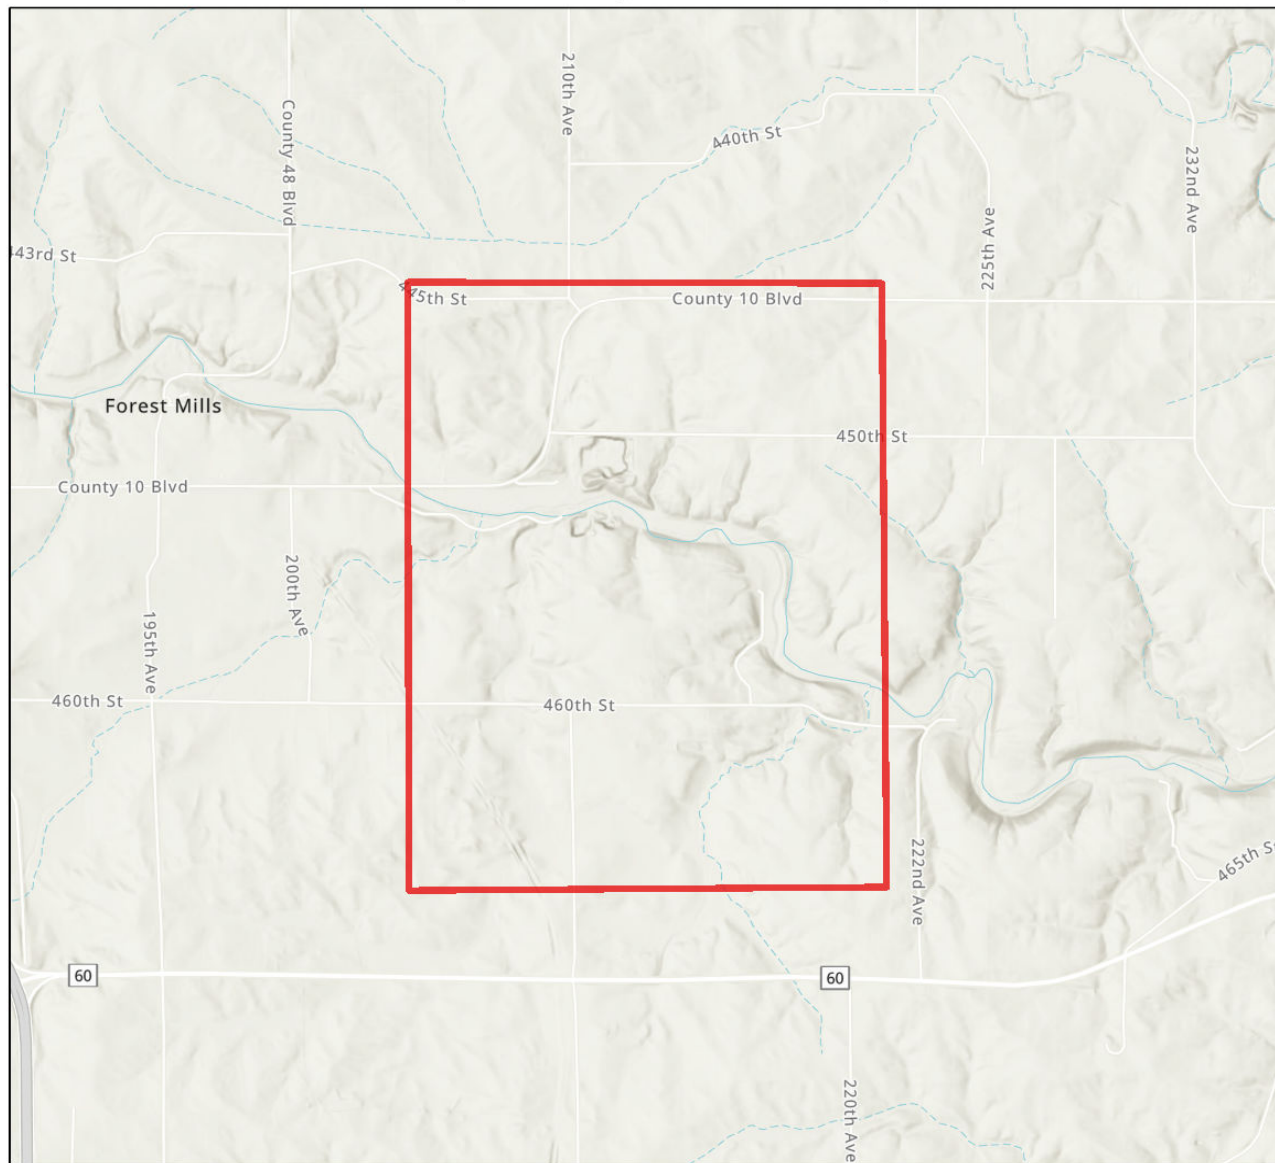 210th Ave
County 48 Blvd
440th St
232nd Ave
225th Ave
43rd St
445th St
County 10 Blvd
Forest Mills
450th St
County 10 Blvd
200th Ave
195th Ave
460th St
460th St
222nd Ave
465th S
60
60
220th Ave